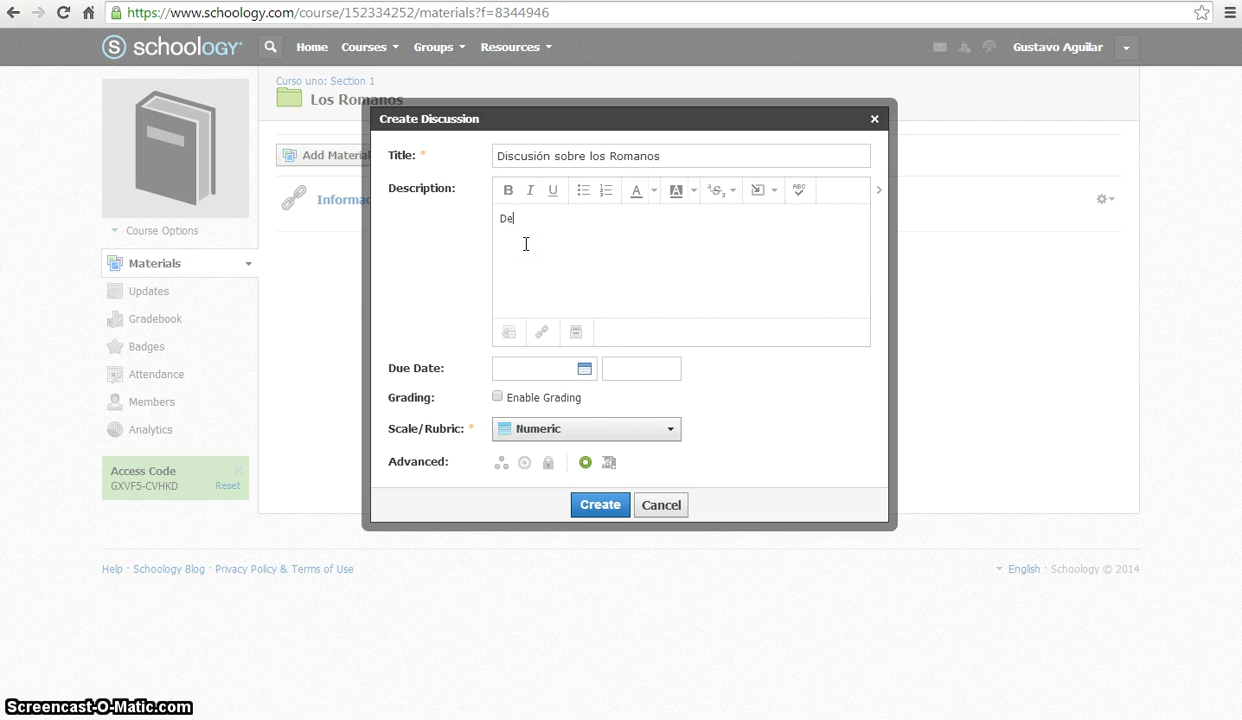 https://www.schoology.com/course/152334252/materials?f=8344946
S schoology
Home Courses Groups Resources Gustavo Aguilar
Curso uno: Section 1
Los Romanos
Create Discussion
Add Material
Title: * Discusión sobre los Romanos
Description: B I U A A ABC
Informac
De
Course Options
Materials
Updates
Gradebook
Badges
Attendance
Members
Analytics
Access Code
GXVF5-CVHKD Reset
Due Date:
Grading: Enable Grading
Scale/Rubric: * Numeric
Advanced:
Create Cancel
Help · Schoology Blog · Privacy Policy & Terms of Use English · Schoology © 2014
Screencast-O-Matic.com